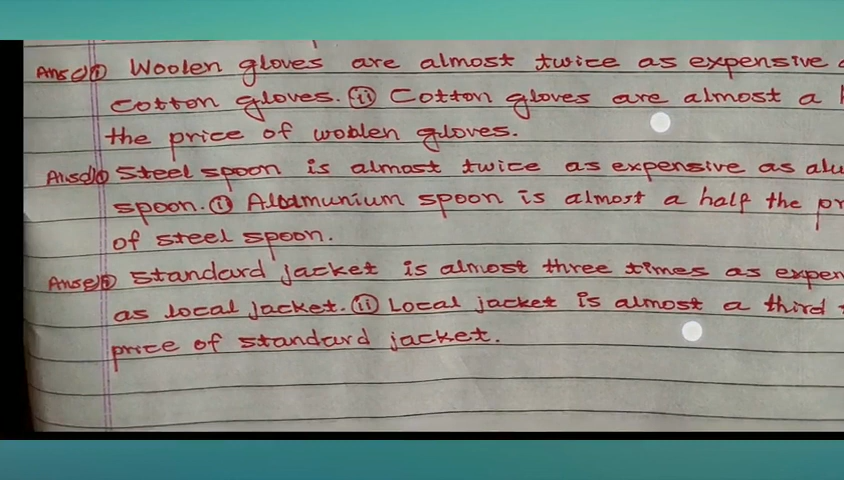 Ans c)(i) Woolen gloves are almost twice as expensive
cotton gloves. (ii) Cotton gloves are almost a
the price of woolen gloves.
Ans d)(i) Steel spoon is almost twice as expensive as alu
spoon. (i) Aloamunium spoon is almost a half the pr
of steel spoon.
Ans e)(i) Standard jacket is almost three times as expen
as local jacket. (ii) Local jacket is almost a third
price of standard jacket.